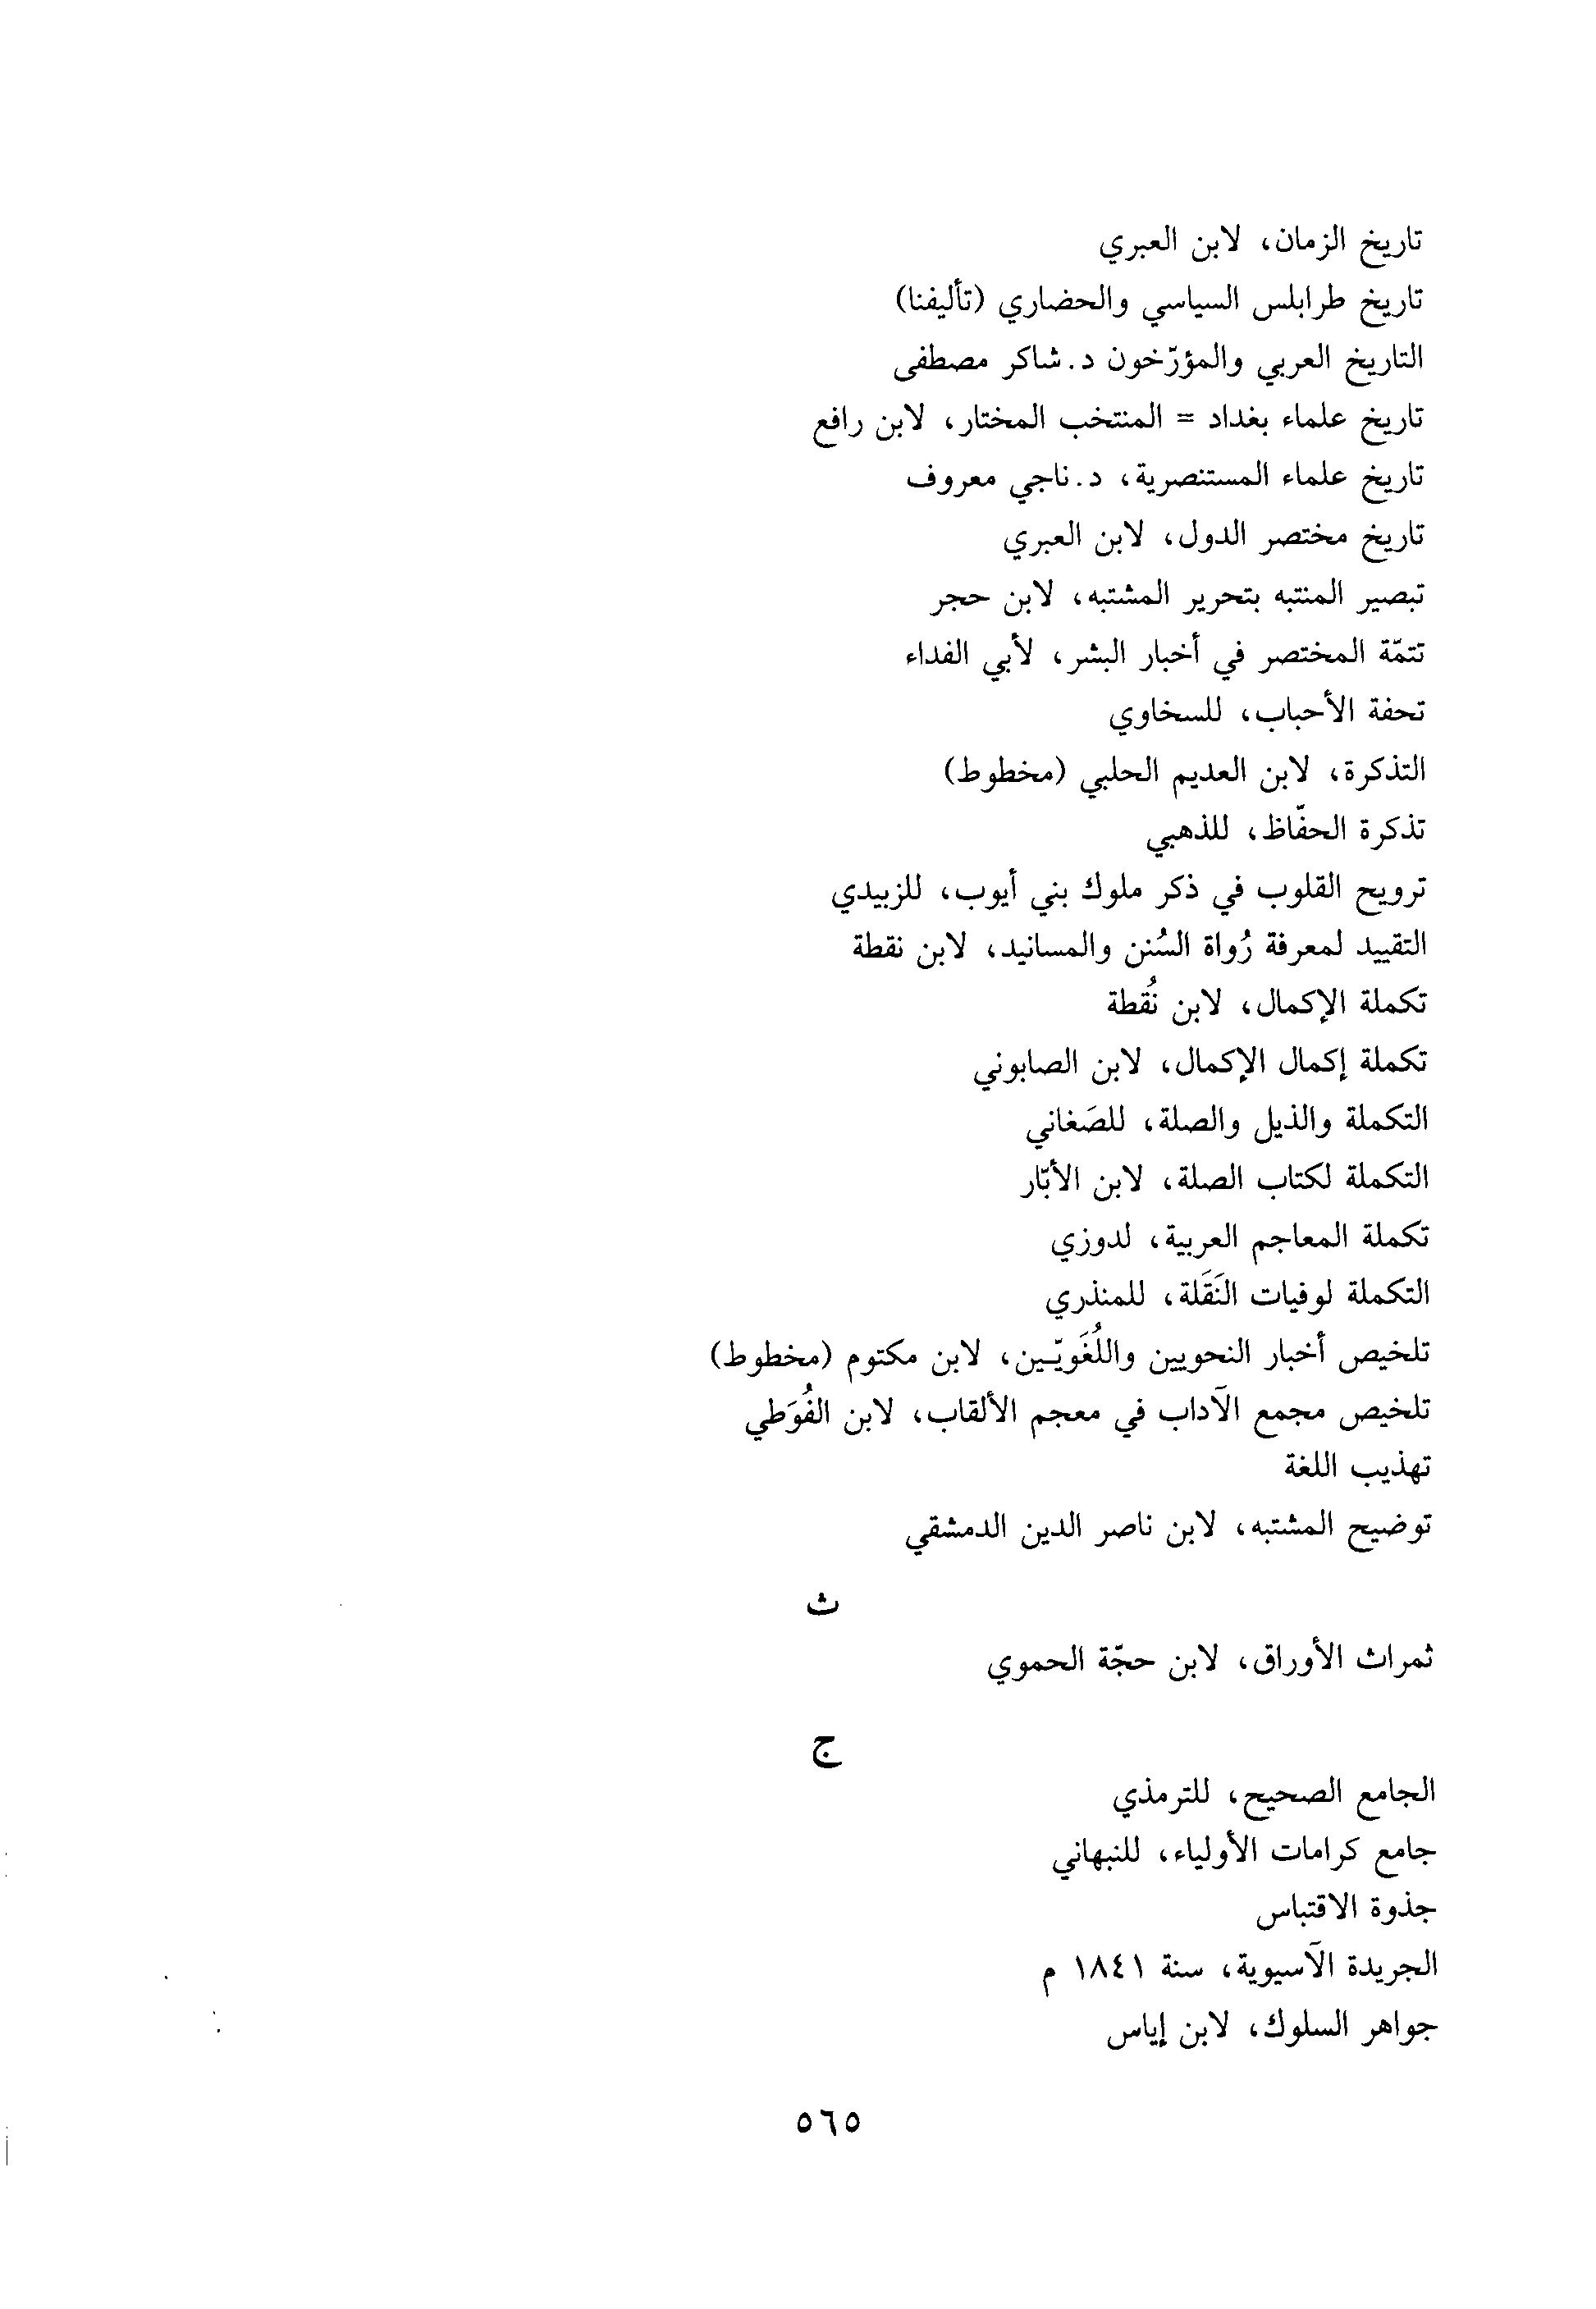 تاريخ الزمان، لابن العبري
تاريخ طرابلس السياسي والحضاري (تأليفنا)
التاريخ العربي والمؤرّخون د. شاكر مصطفى
تاريخ علماء بغداد = المنتخب المختار، لابن رافع
تاريخ علماء المستنصرية، د. ناجي معروف
تاريخ مختصر الدول، لابن العبري
تبصير المنتبه بتحرير المشتبه، لابن حجر
تتمّة المختصر في أخبار البشر، لأبي الفداء
تحفة الأحباب، للسخاوي
التذكرة، لابن العديم الحلبي (مخطوط)
تذكرة الحفّاظ، للذهبي
ترويح القلوب في ذكر ملوك بني أيوب، للزبيدي
التقييد لمعرفة رُواة السُنن والمسانيد، لابن نقطة
تكملة الإكمال، لابن نُقطة
تكملة إكمال الإكمال، لابن الصابوني
التكملة والذيل والصلة، للصَغاني
التكملة لكتاب الصلة، لابن الأبّار
تكملة المعاجم العربية، لدوزي
التكملة لوفيات النَقَلة، للمنذري
تلخيص أخبار النحويين واللُغَويّـين، لابن مكتوم (مخطوط)
تلخيص مجمع الآداب في معجم الألقاب، لابن الفُوَطي
تهذيب اللغة
توضيح المشتبه، لابن ناصر الدين الدمشقي
ث
ثمراث الأوراق، لابن حجّة الحموي
ج
الجامع الصحيح، للترمذي
جامع كرامات الأولياء، للنبهاني
جذوة الاقتباس
الجريدة الآسيوية، سنة ١٨٤١ م
جواهر السلوك، لابن إياس
٥٦٥